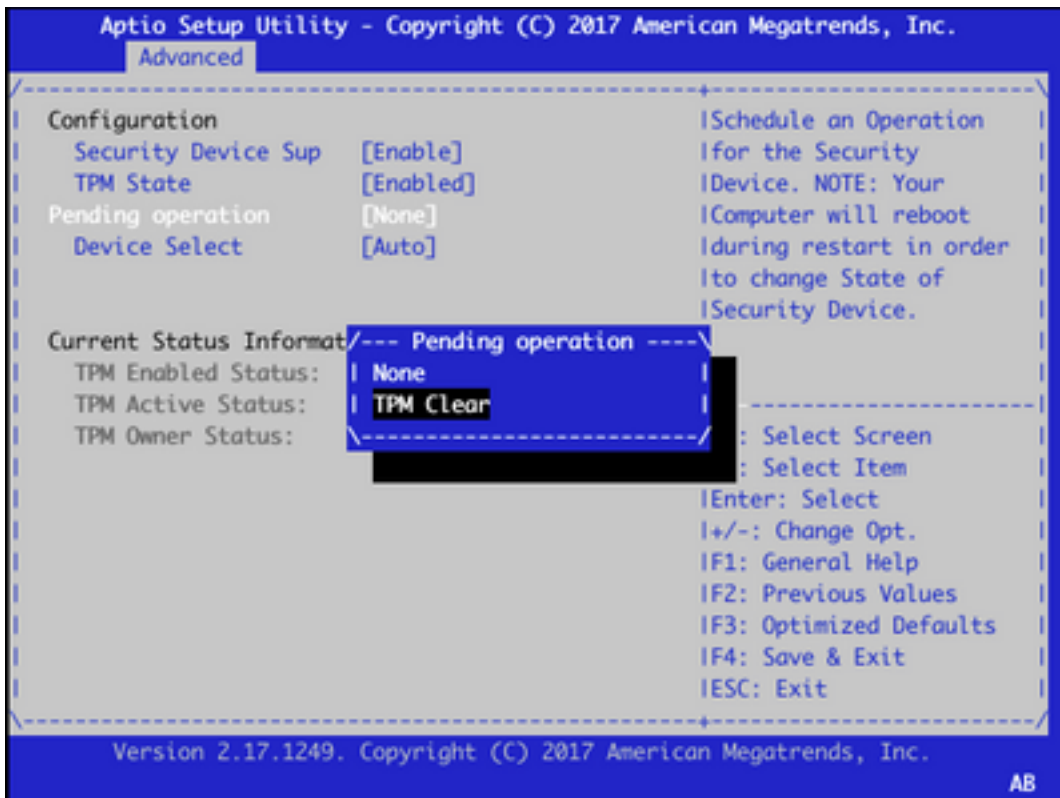 Aptio Setup Utility - Copyright (C) 2017 American Megatrends, Inc.
Advanced
Configuration
Security Device Sup [Enable]
TPM State [Enabled]
Pending operation [None]
Device Select [Auto]
Current Status Informat
TPM Enabled Status:
TPM Active Status:
TPM Owner Status:
Pending operation
None
TPM Clear
Schedule an Operation
for the Security
Device. NOTE: Your
Computer will reboot
during restart in order
to change State of
Security Device.
: Select Screen
: Select Item
Enter: Select
+/-: Change Opt.
F1: General Help
F2: Previous Values
F3: Optimized Defaults
F4: Save & Exit
ESC: Exit
Version 2.17.1249. Copyright (C) 2017 American Megatrends, Inc.
AB